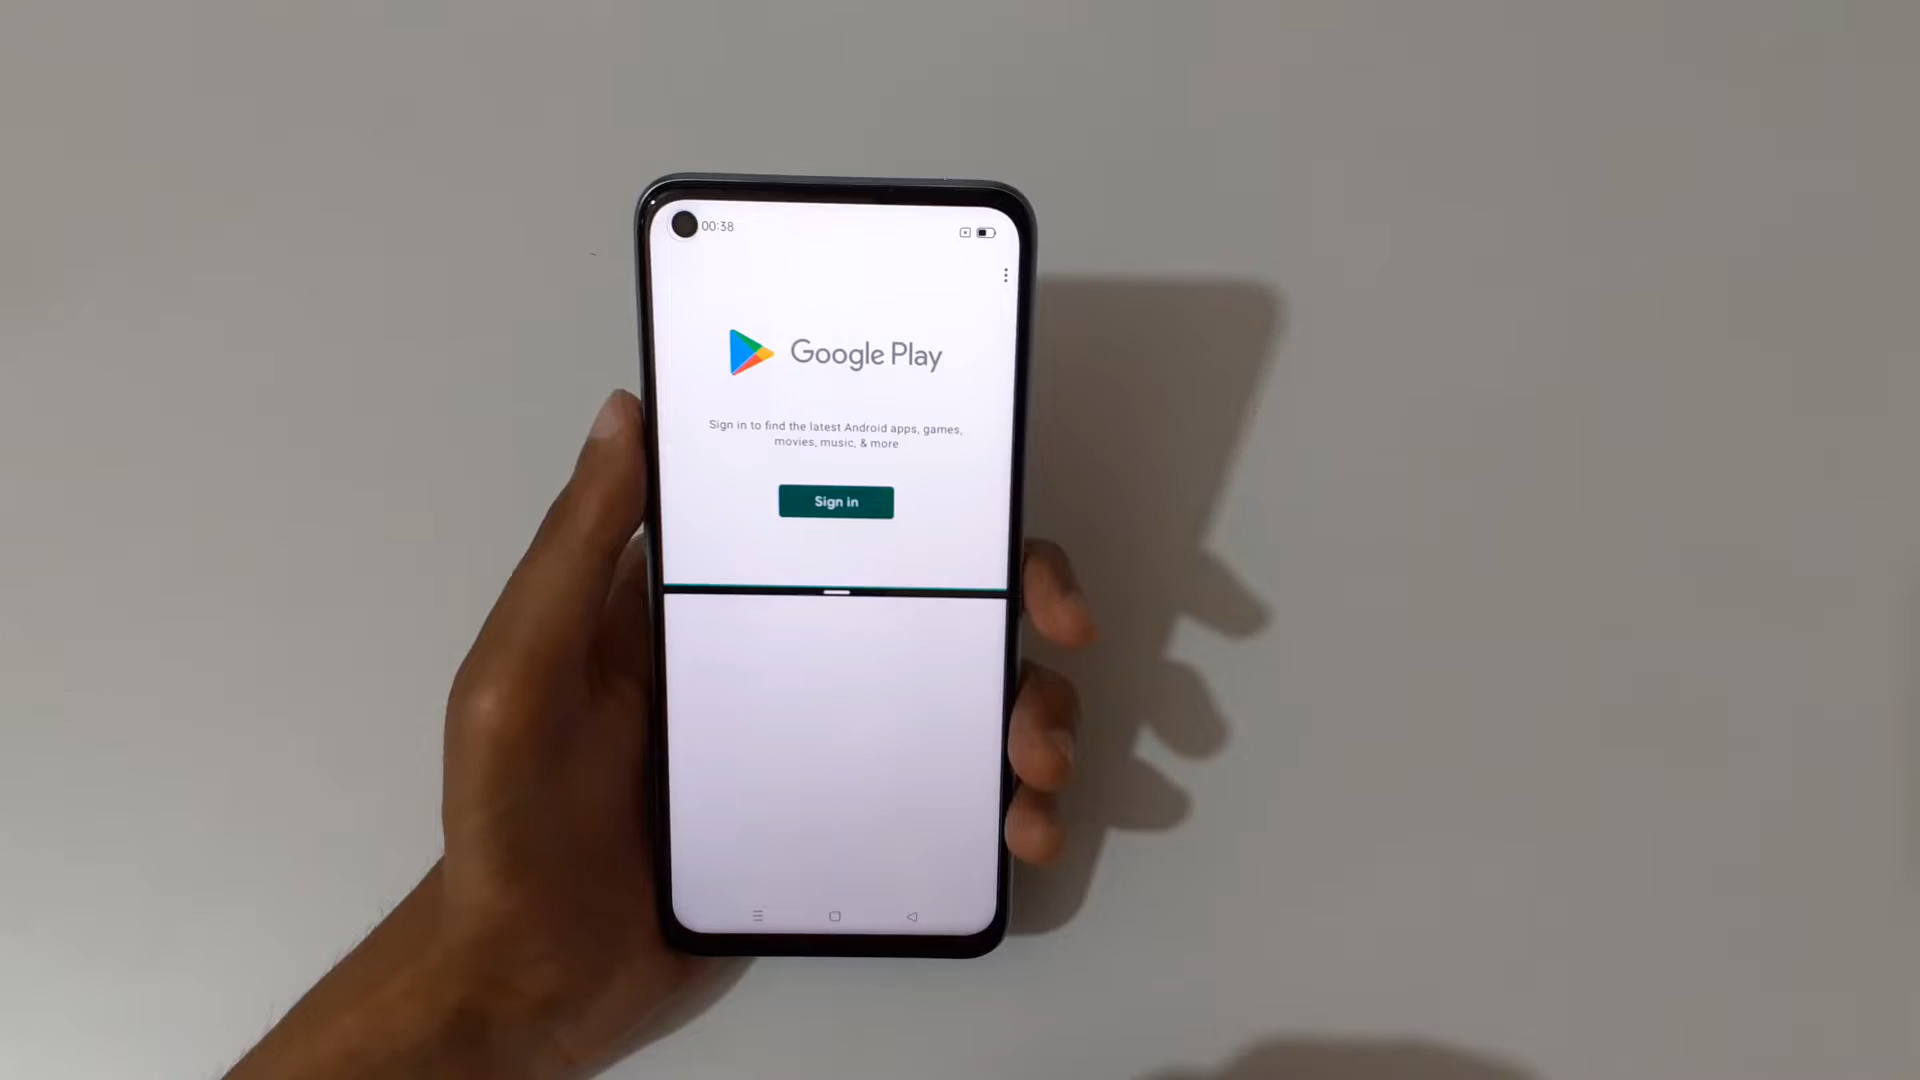 00:38
Google Play
Sign in to find the latest Android apps, games,
movies, music, & more
Sign in